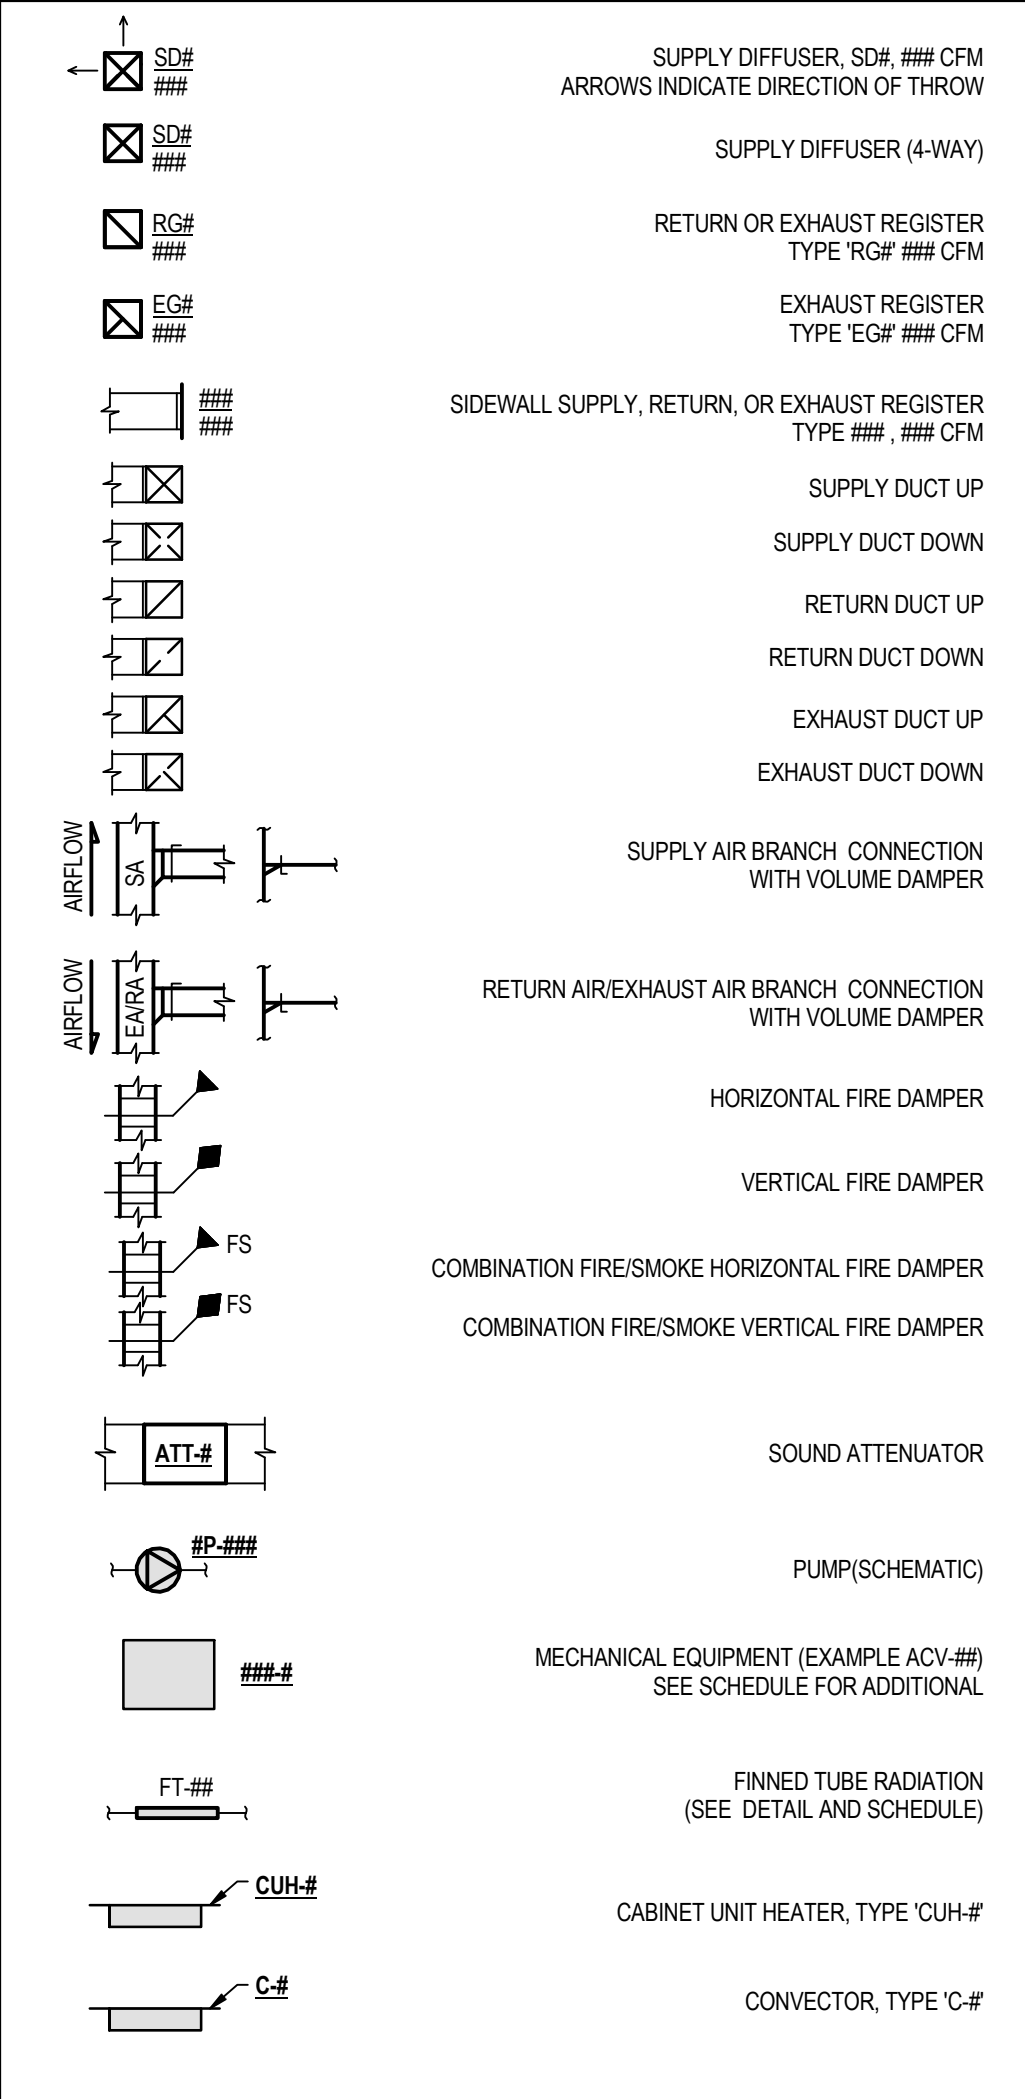 SD#
###
SUPPLY DIFFUSER, SD#, ### CFM
ARROWS INDICATE DIRECTION OF THROW
SD#
###
SUPPLY DIFFUSER (4-WAY)
RG#
###
RETURN OR EXHAUST REGISTER
TYPE 'RG#' ### CFM
EG#
###
EXHAUST REGISTER
TYPE 'EG#' ### CFM
###
###
SIDEWALL SUPPLY, RETURN, OR EXHAUST REGISTER
TYPE ### , ### CFM
SUPPLY DUCT UP
SUPPLY DUCT DOWN
RETURN DUCT UP
RETURN DUCT DOWN
EXHAUST DUCT UP
EXHAUST DUCT DOWN
AIRFLOW
SA
SUPPLY AIR BRANCH CONNECTION
WITH VOLUME DAMPER
AIRFLOW
EA/RA
RETURN AIR/EXHAUST AIR BRANCH CONNECTION
WITH VOLUME DAMPER
HORIZONTAL FIRE DAMPER
VERTICAL FIRE DAMPER
FS
COMBINATION FIRE/SMOKE HORIZONTAL FIRE DAMPER
FS
COMBINATION FIRE/SMOKE VERTICAL FIRE DAMPER
ATT-#
SOUND ATTENUATOR
#P-###
PUMP(SCHEMATIC)
###-#
MECHANICAL EQUIPMENT (EXAMPLE ACV-##)
SEE SCHEDULE FOR ADDITIONAL
FT-##
FINNED TUBE RADIATION
(SEE DETAIL AND SCHEDULE)
CUH-#
CABINET UNIT HEATER, TYPE 'CUH-#'
C-#
CONVECTOR, TYPE 'C-#'